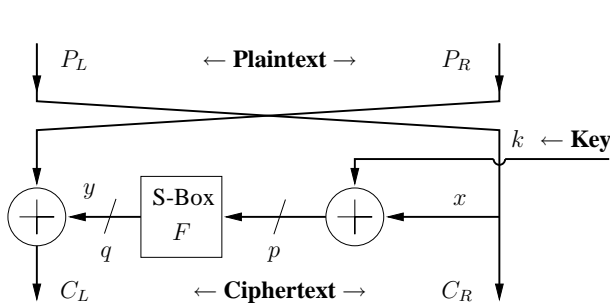 P_L ← Plaintext → P_R
k ← Key
y S-Box x
F
q p
C_L ← Ciphertext → C_R